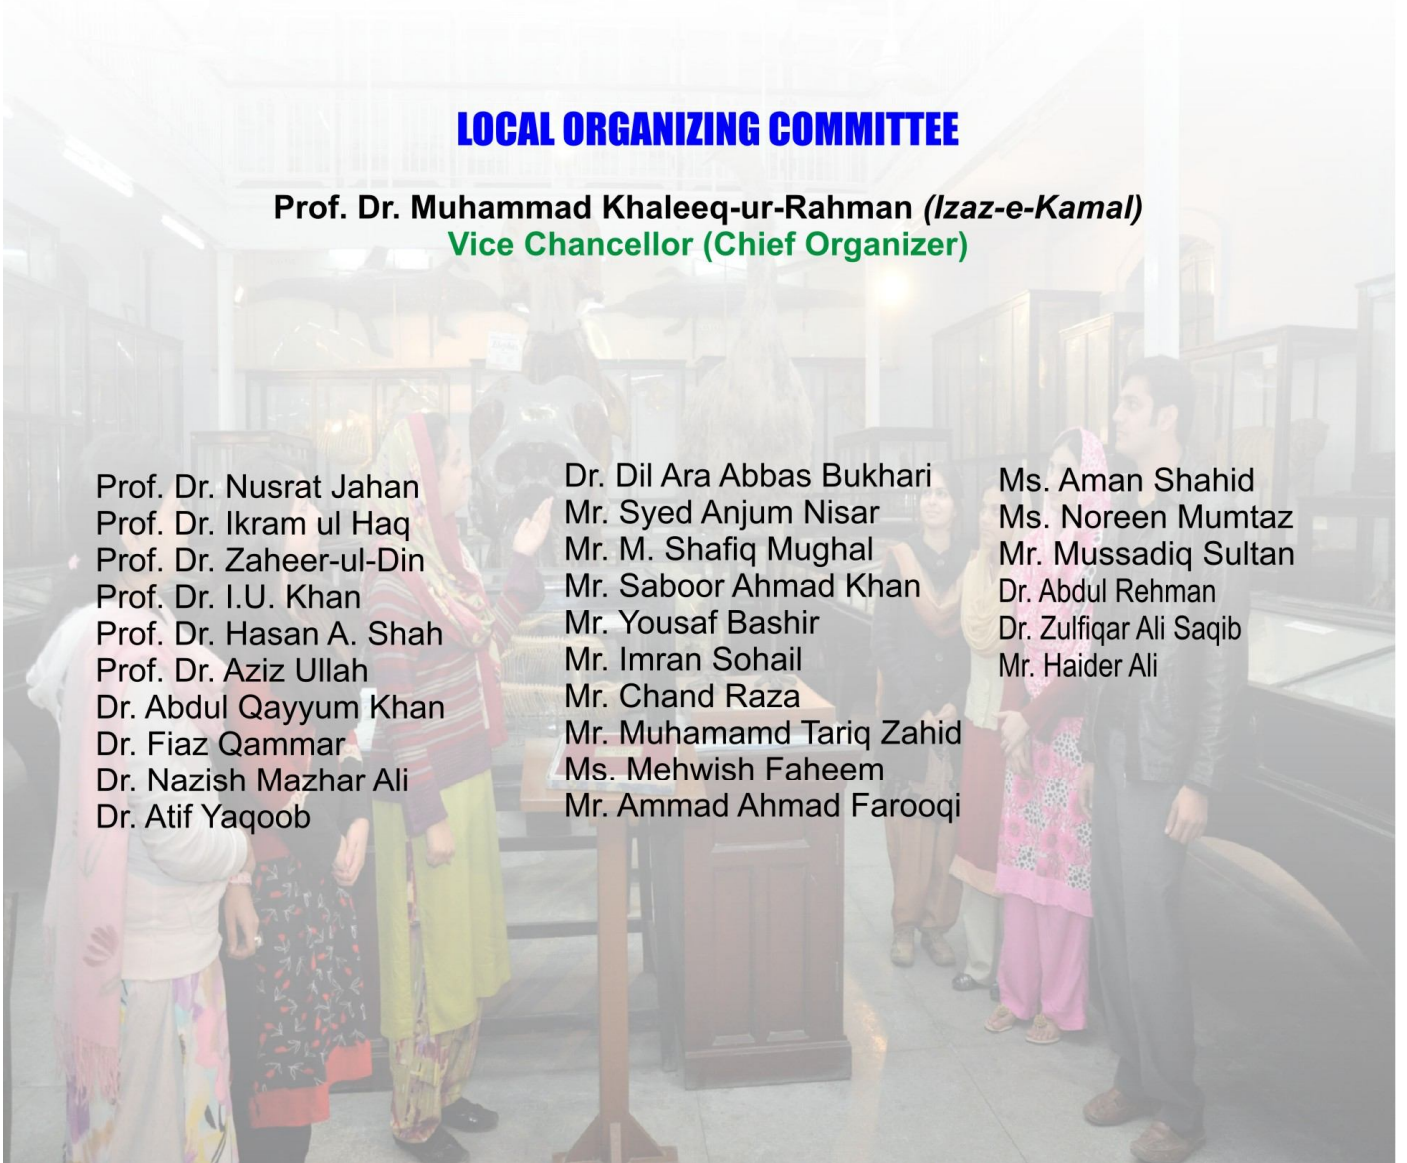 LOCAL ORGANIZING COMMITTEE
Prof. Dr. Muhammad Khaleeq-ur-Rahman (Izaz-e-Kamal)
Vice Chancellor (Chief Organizer)
Prof. Dr. Nusrat Jahan
Prof. Dr. Ikram ul Haq
Prof. Dr. Zaheer-ul-Din
Prof. Dr. I.U. Khan
Prof. Dr. Hasan A. Shah
Prof. Dr. Aziz Ullah
Dr. Abdul Qayyum Khan
Dr. Fiaz Qammar
Dr. Nazish Mazhar Ali
Dr. Atif Yaqoob
Dr. Dil Ara Abbas Bukhari
Mr. Syed Anjum Nisar
Mr. M. Shafiq Mughal
Mr. Saboor Ahmad Khan
Mr. Yousaf Bashir
Mr. Imran Sohail
Mr. Chand Raza
Mr. Muhamamd Tariq Zahid
Ms. Mehwish Faheem
Mr. Ammad Ahmad Farooqi
Ms. Aman Shahid
Ms. Noreen Mumtaz
Mr. Mussadiq Sultan
Dr. Abdul Rehman
Dr. Zulfiqar Ali Saqib
Mr. Haider Ali